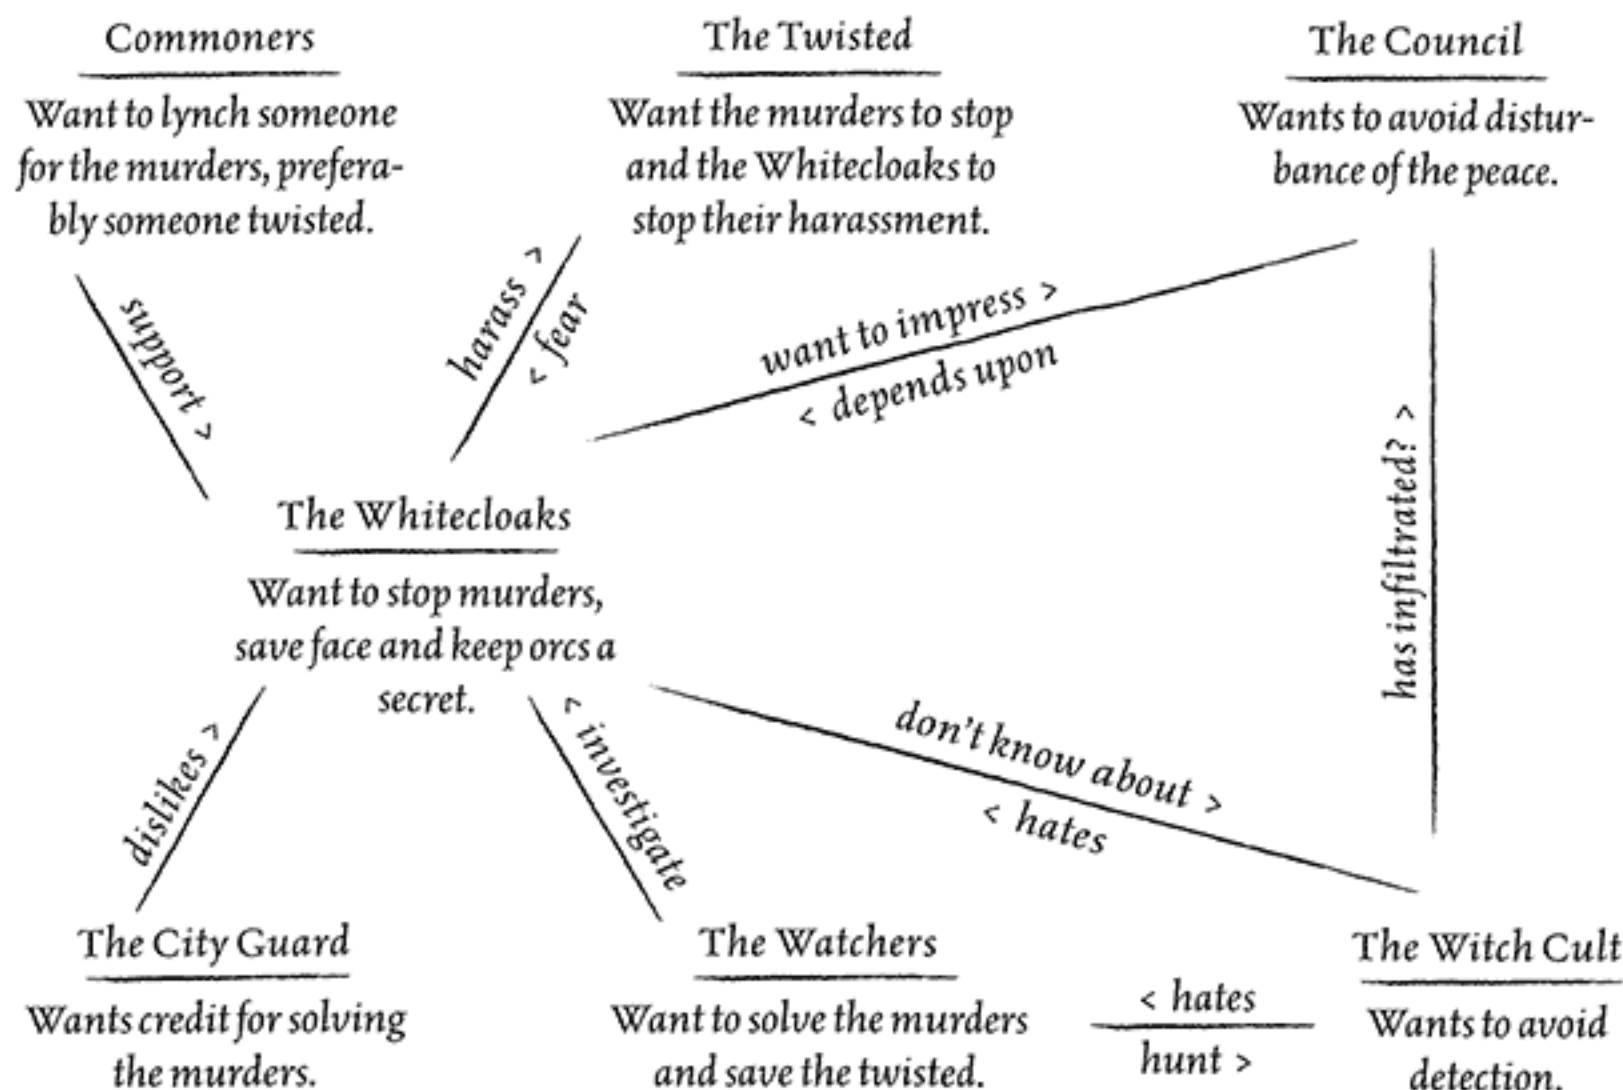 Commoners
Want to lynch someone
for the murders, prefera-
bly someone twisted.
The Twisted
Want the murders to stop
and the Whitecloaks to
stop their harassment.
The Council
Wants to avoid distur-
bance of the peace.
support >
harass >
< fear
want to impress >
< depends upon
has infiltrated? >
The Whitecloaks
Want to stop murders,
save face and keep orcs a
secret.
dislikes >
< investigate
don't know about >
< hates
The City Guard
Wants credit for solving
the murders.
The Watchers
Want to solve the murders
and save the twisted.
< hates
hunt >
The Witch Cult
Wants to avoid
detection.